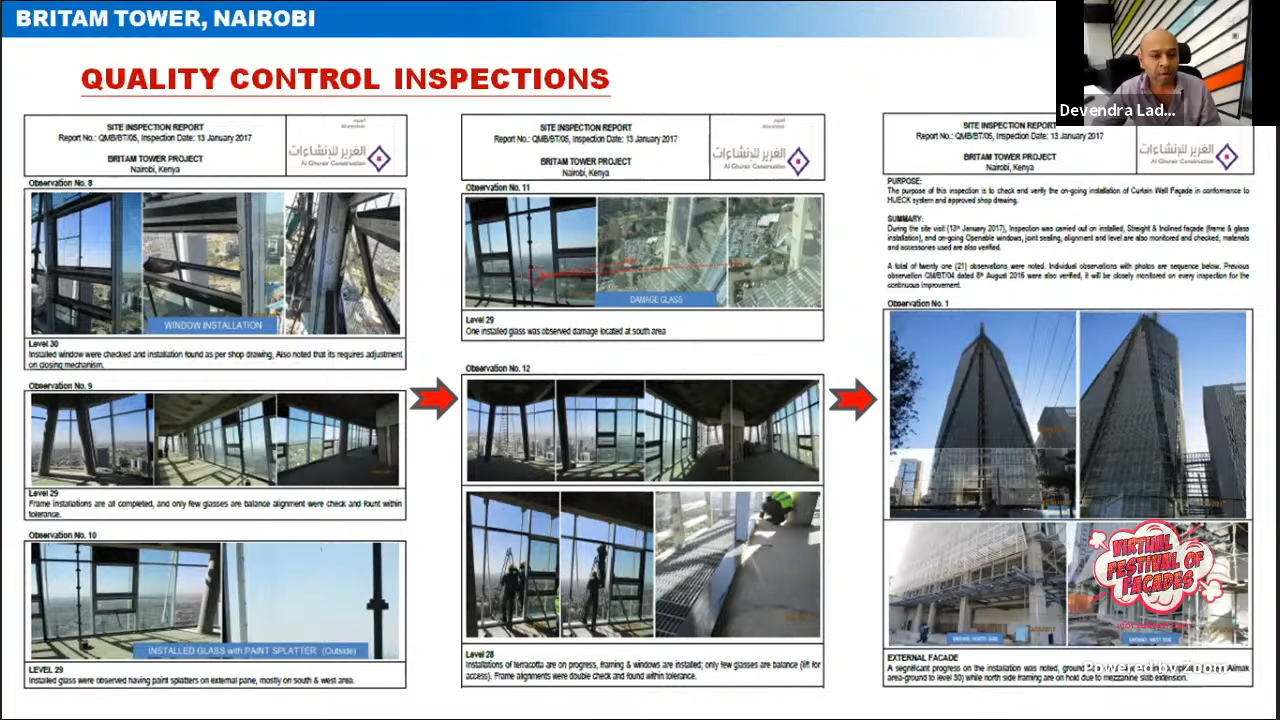 BRITAM TOWER, NAIROBI
QUALITY CONTROL INSPECTIONS
Devendra Lad...
SITE INSPECTION REPORT
Report No.: QMB/BT/05, Inspection Date: 13 January 2017
BRITAM TOWER PROJECT
Nairobi, Kenya
الغرير للإنشاءات
Al Ghurair Construction
Observation No. 8
WINDOW INSTALLATION
Level 30
Installed window were checked and installation found as per shop drawing, Also noted that its requires adjustment
on closing mechanism.
Observation No. 9
Level 29
Frame installations are all completed, and only few glasses are balance alignment were check and fount within
tolerance.
Observation No. 10
INSTALLED GLASS with PAINT SPLATTER (Outside)
LEVEL 29
Installed glass were observed having paint splatters on external pane, mostly on south & west area.
SITE INSPECTION REPORT
Report No.: QMB/BT/05, Inspection Date: 13 January 2017
BRITAM TOWER PROJECT
Nairobi, Kenya
الغرير للإنشاءات
Al Ghurair Construction
Observation No. 11
DAMAGE GLASS
Level 29
One installed glass was observed damage located at south area
Observation No. 12
Level 28
Installations of terracotta are on progress, framing & windows are installed; only few glasses are balance (lift for
access). Frame alignments were double check and found within tolerance.
SITE INSPECTION REPORT
Report No.: QMB/BT/05, Inspection Date: 13 January 2017
BRITAM TOWER PROJECT
Nairobi, Kenya
الغرير للإنشاءات
Al Ghurair Construction
PURPOSE:
The purpose of this inspection is to check and verify the on-going installation of Curtain Wall Façade in conformance to
HUECK system and approved shop drawing.
SUMMARY:
During the site visit (13th January 2017), Inspection was carried out on installed, Straight & Inclined façade (frame & glass
installation), and on-going Openable windows, joint sealing, alignment and level are also monitored and checked, materials
and accessories used are also verified.
A total of twenty one (21) observations were noted. Individual observations with photos are sequence below. Previous
observation QM/BT/04 dated 8th August 2016 were also verified, it will be closely monitored on every inspection for the
continuous improvement.
Observation No. 1
GROUND, NORTH SIDE
GROUND, WEST SIDE
VIRTUAL
FESTIVAL OF
FAÇADES
EXTERNAL FACADE
A segnificant progress on the installation was noted, ground
Alimak
area-ground to level 30) while north side framing are on hold due to mezzanine slab extension.
Powered by Zoom